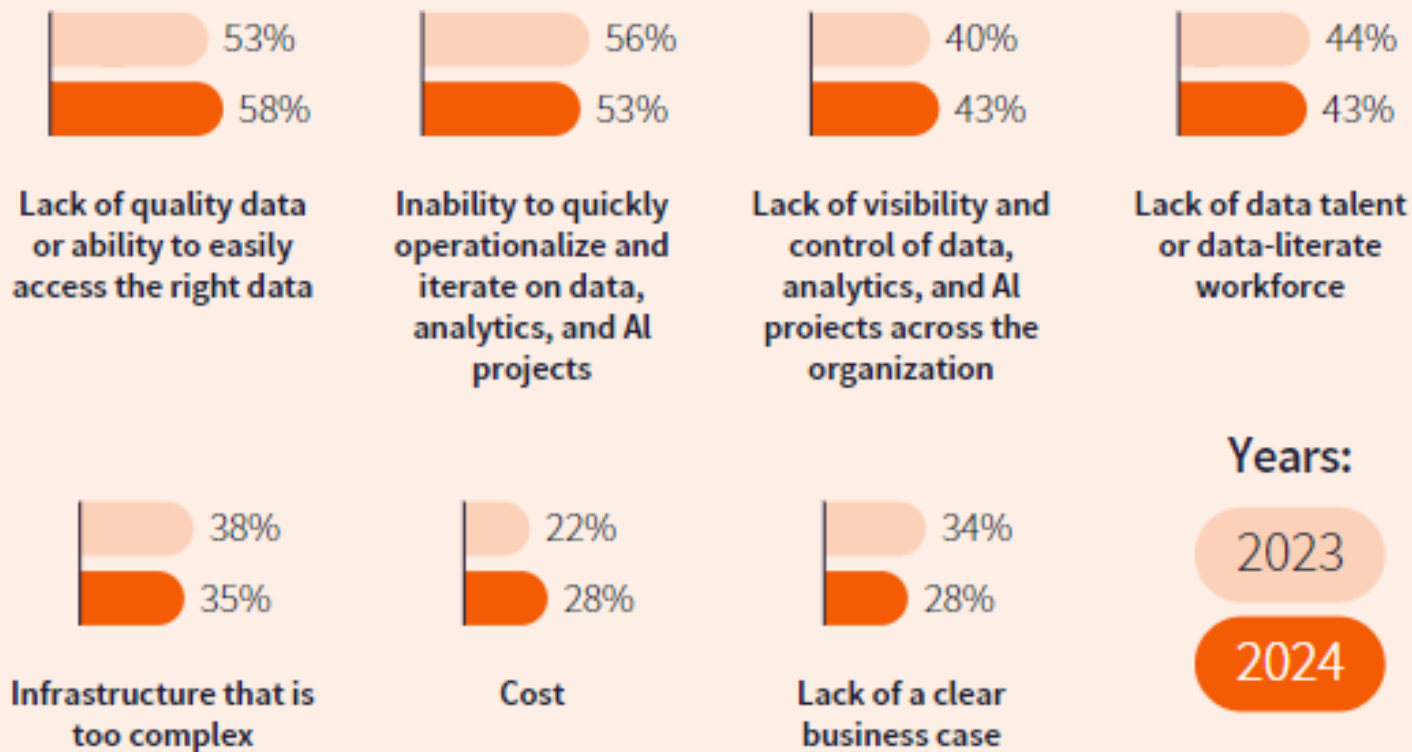 53%
58%
Lack of quality data
or ability to easily
access the right data
56%
53%
Inability to quickly
operationalize and
iterate on data,
analytics, and AI
projects
40%
43%
Lack of visibility and
control of data,
analytics, and AI
proiects across the
organization
44%
43%
Lack of data talent
or data-literate
workforce
38%
35%
Infrastructure that is
too complex
22%
28%
Cost
34%
28%
Lack of a clear
business case
Years:
2023
2024